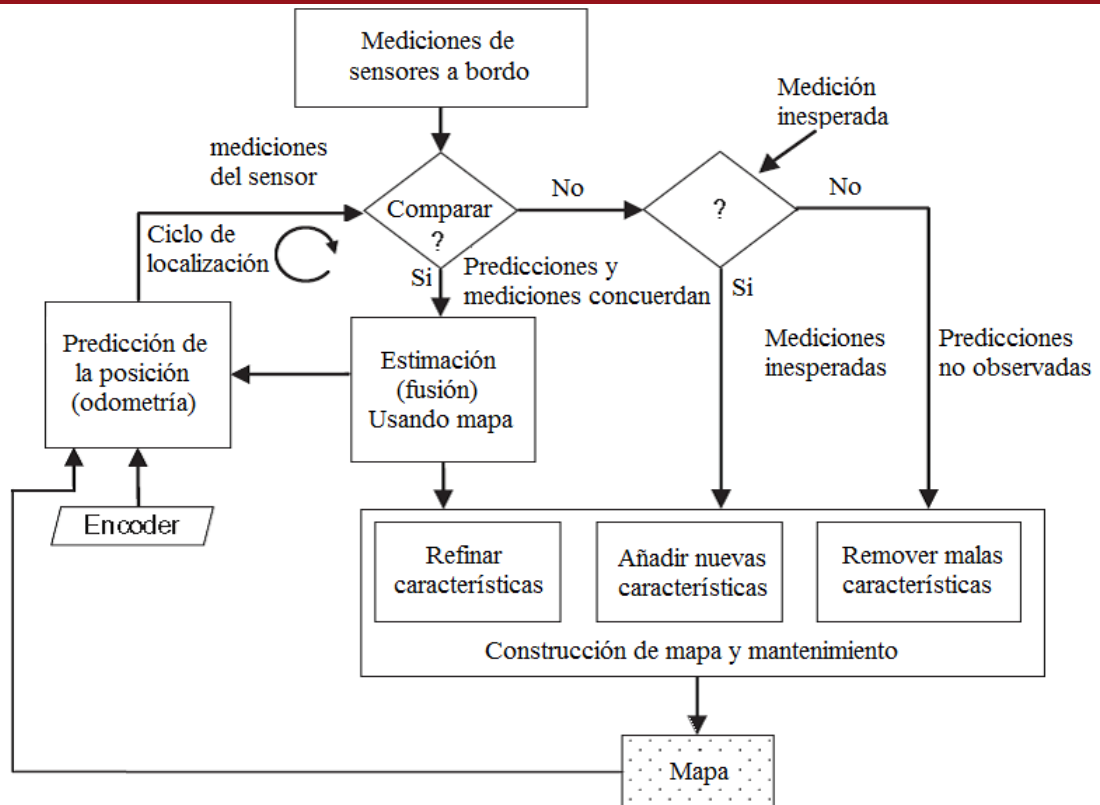 Mediciones de
sensores a bordo
Medición
inesperada
mediciones
del sensor
Comparar
?
No
?
No
Ciclo de
localización
Si
Predicciones y
mediciones concuerdan
Si
Predicción de
la posición
(odometría)
Estimación
(fusión)
Usando mapa
Mediciones
inesperadas
Predicciones
no observadas
Encoder
Refinar
características
Añadir nuevas
características
Remover malas
características
Construcción de mapa y mantenimiento
Mapa